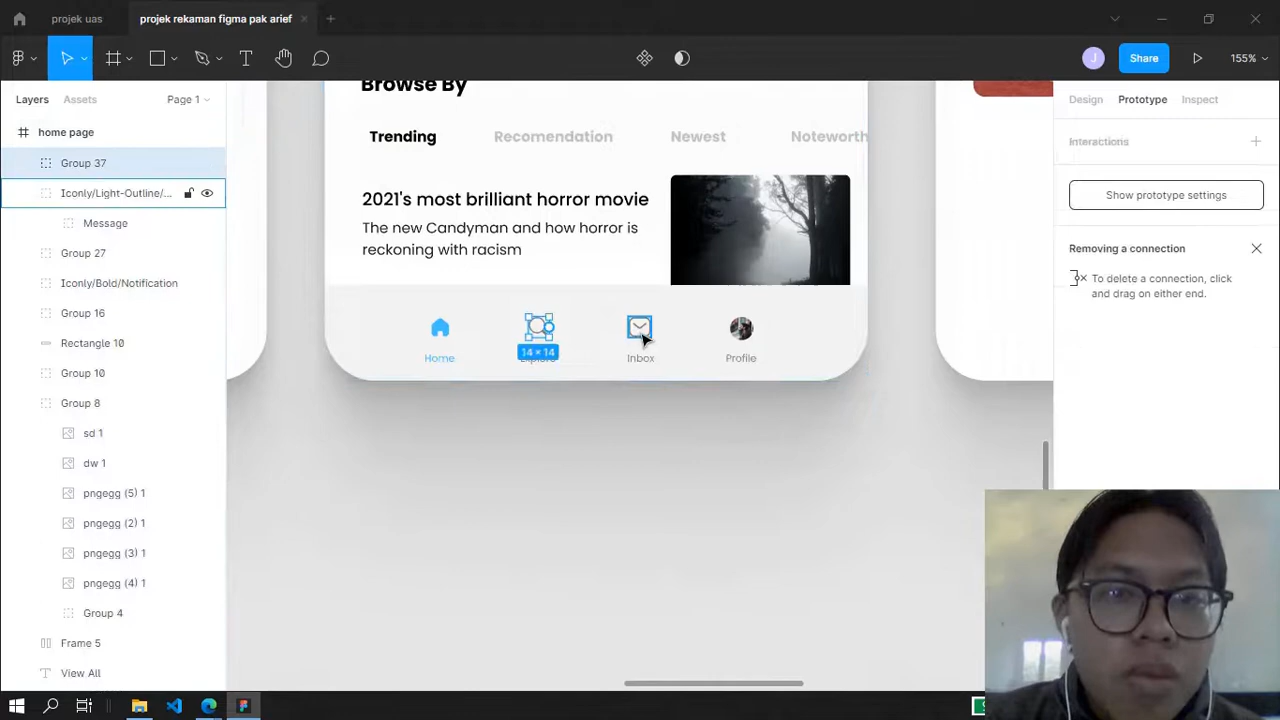 projek uas
projek rekaman figma pak arief
J
Share
155%
Layers
Assets
Page 1
home page
Group 37
Iconly/Light-Outline/...
Message
Group 27
Iconly/Bold/Notification
Group 16
Rectangle 10
Group 10
Group 8
sd 1
dw 1
pngegg (5) 1
pngegg (2) 1
pngegg (3) 1
pngegg (4) 1
Group 4
Frame 5
View All
Browse By
Trending
Recomendation
Newest
Noteworth
2021's most brilliant horror movie
The new Candyman and how horror is
reckoning with racism
14 × 14
Home
Inbox
Profile
Design
Prototype
Inspect
Interactions
Show prototype settings
Removing a connection
To delete a connection, click
and drag on either end.